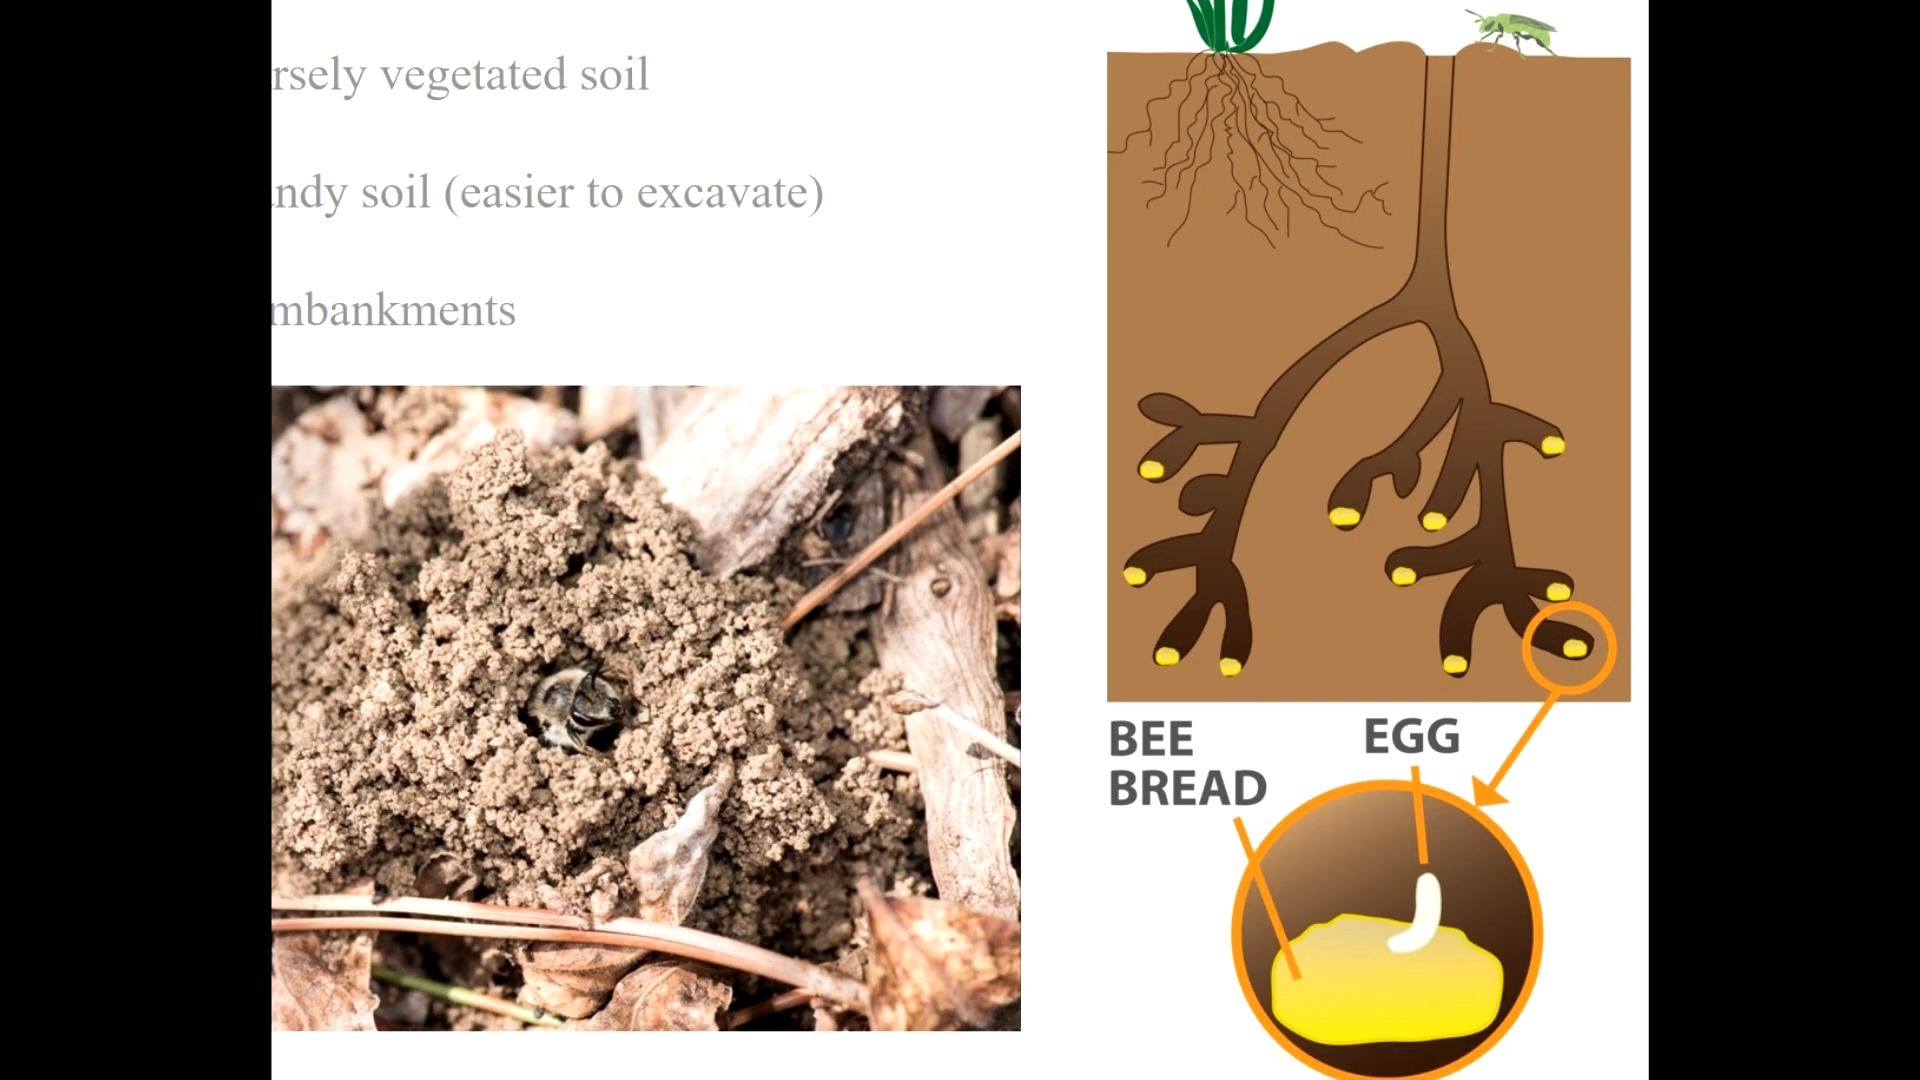 rsely vegetated soil
ndy soil (easier to excavate)
mbankments
BEE
BREAD
EGG